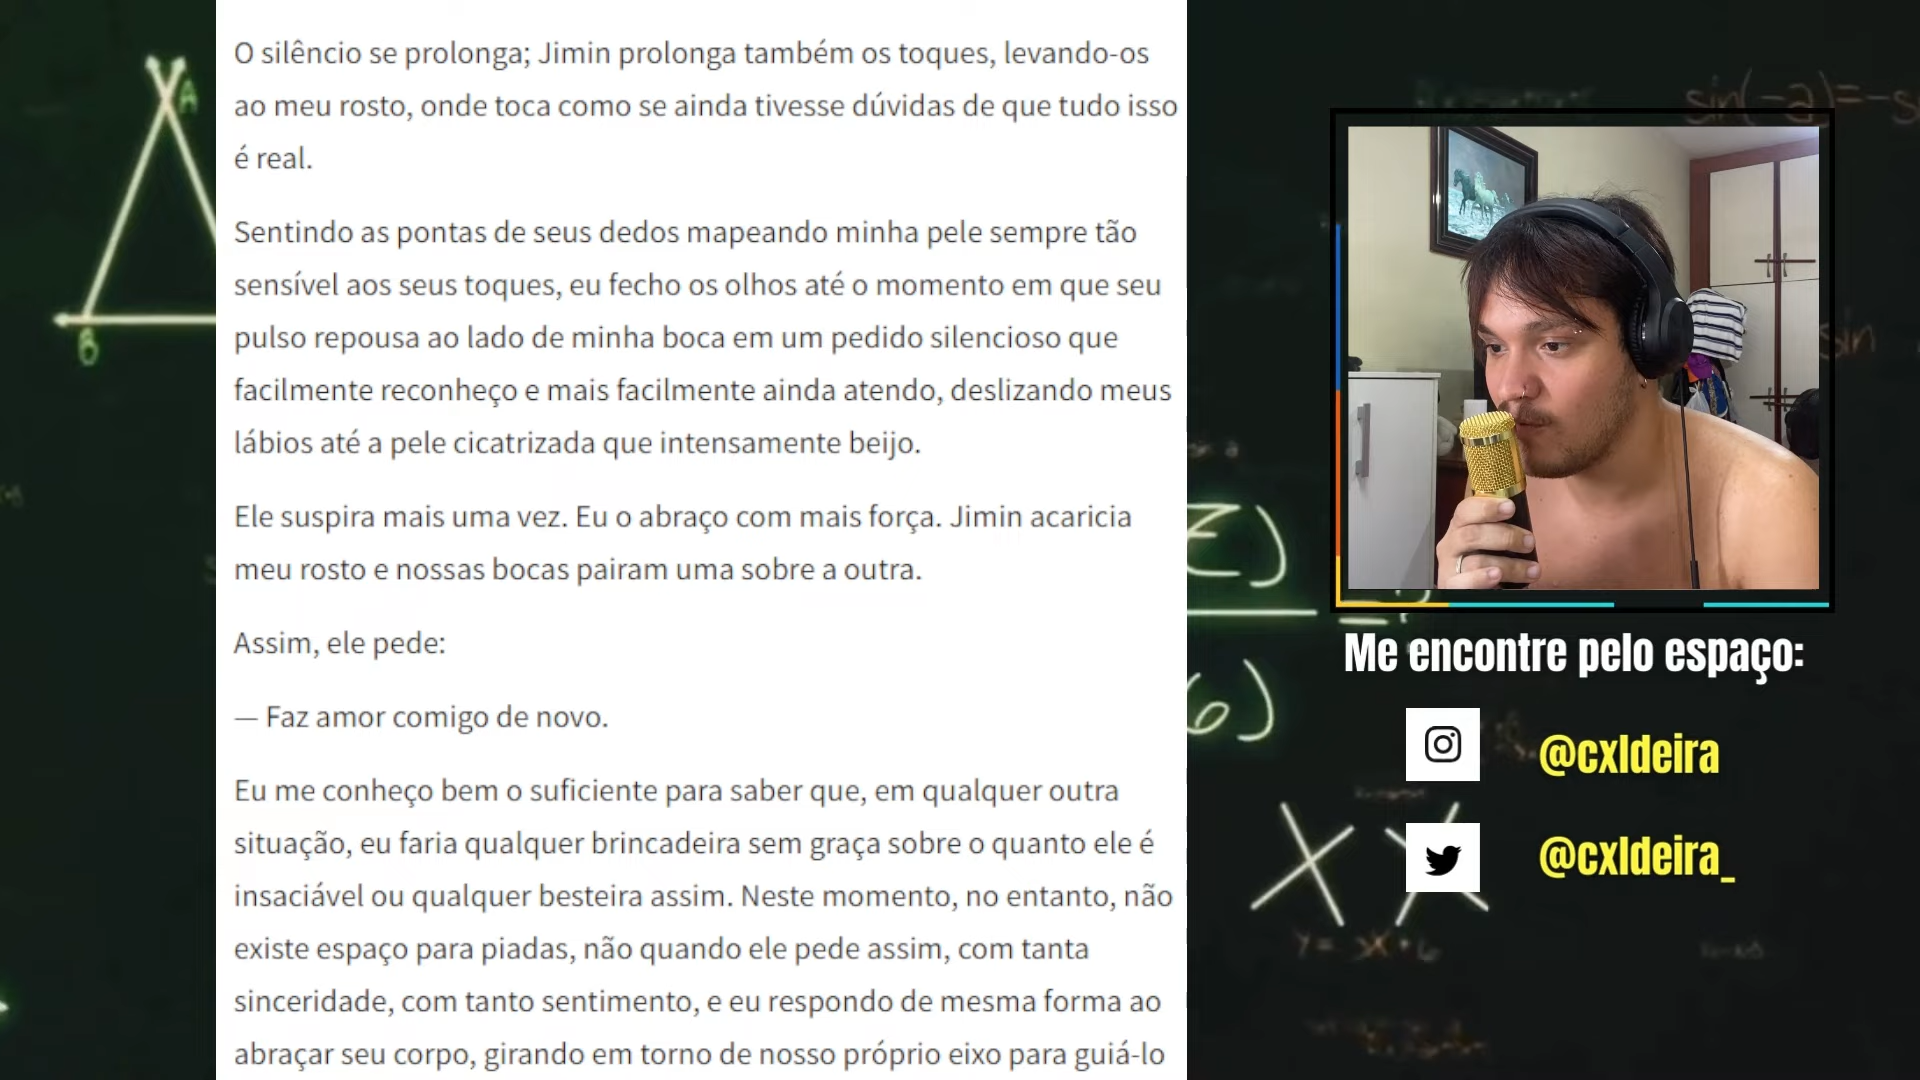 O silêncio se prolonga; Jimin prolonga também os toques, levando-os
ao meu rosto, onde toca como se ainda tivesse dúvidas de que tudo isso
é real.
Sentindo as pontas de seus dedos mapeando minha pele sempre tão
sensível aos seus toques, eu fecho os olhos até o momento em que seu
pulso repousa ao lado de minha boca em um pedido silencioso que
facilmente reconheço e mais facilmente ainda atendo, deslizando meus
lábios até a pele cicatrizada que intensamente beijo.
Ele suspira mais uma vez. Eu o abraço com mais força. Jimin acaricia
meu rosto e nossas bocas pairam uma sobre a outra.
Assim, ele pede:
— Faz amor comigo de novo.
Eu me conheço bem o suficiente para saber que, em qualquer outra
situação, eu faria qualquer brincadeira sem graça sobre o quanto ele é
insaciável ou qualquer besteira assim. Neste momento, no entanto, não
existe espaço para piadas, não quando ele pede assim, com tanta
sinceridade, com tanto sentimento, e eu respondo de mesma forma ao
abraçar seu corpo, girando em torno de nosso próprio eixo para guiá-lo
A
B
sin(-a)=-s
sin
6)
Me encontre pelo espaço:
@cxldeira
@cxldeira_